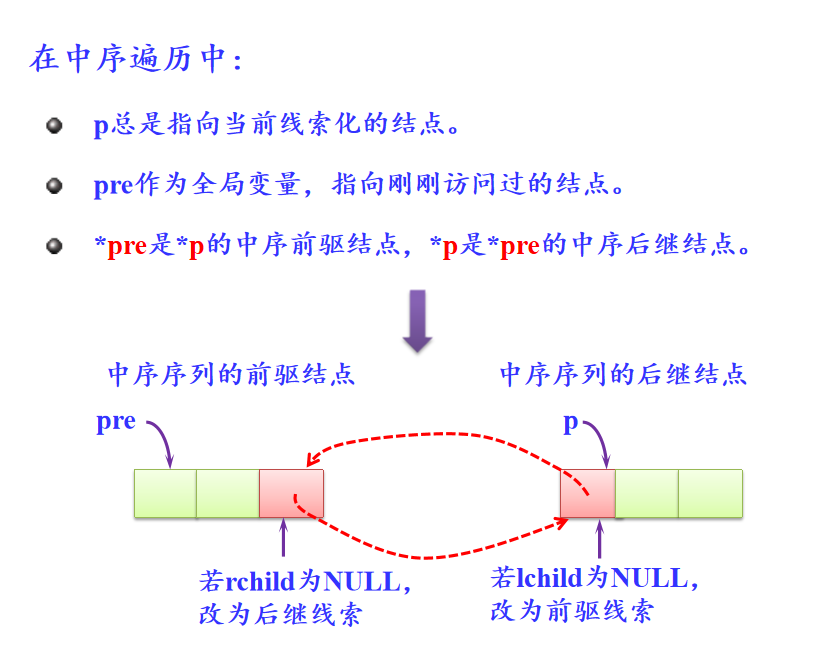 在中序遍历中：
p总是指向当前线索化的结点。
pre作为全局变量，指向刚刚访问过的结点。
*pre是*p的中序前驱结点，*p是*pre的中序后继结点。
中序序列的前驱结点
中序序列的后继结点
pre
p
若rchild为NULL，
改为后继线索
若lchild为NULL，
改为前驱线索